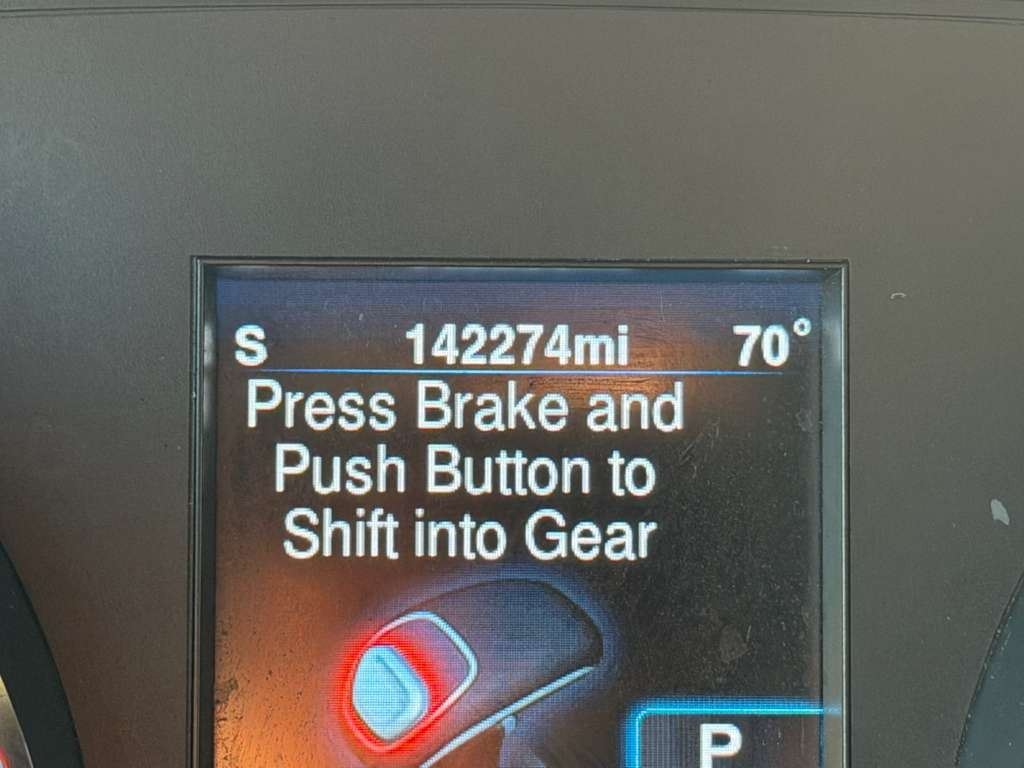 S 142274mi 70°
Press Brake and
Push Button to
Shift into Gear
P